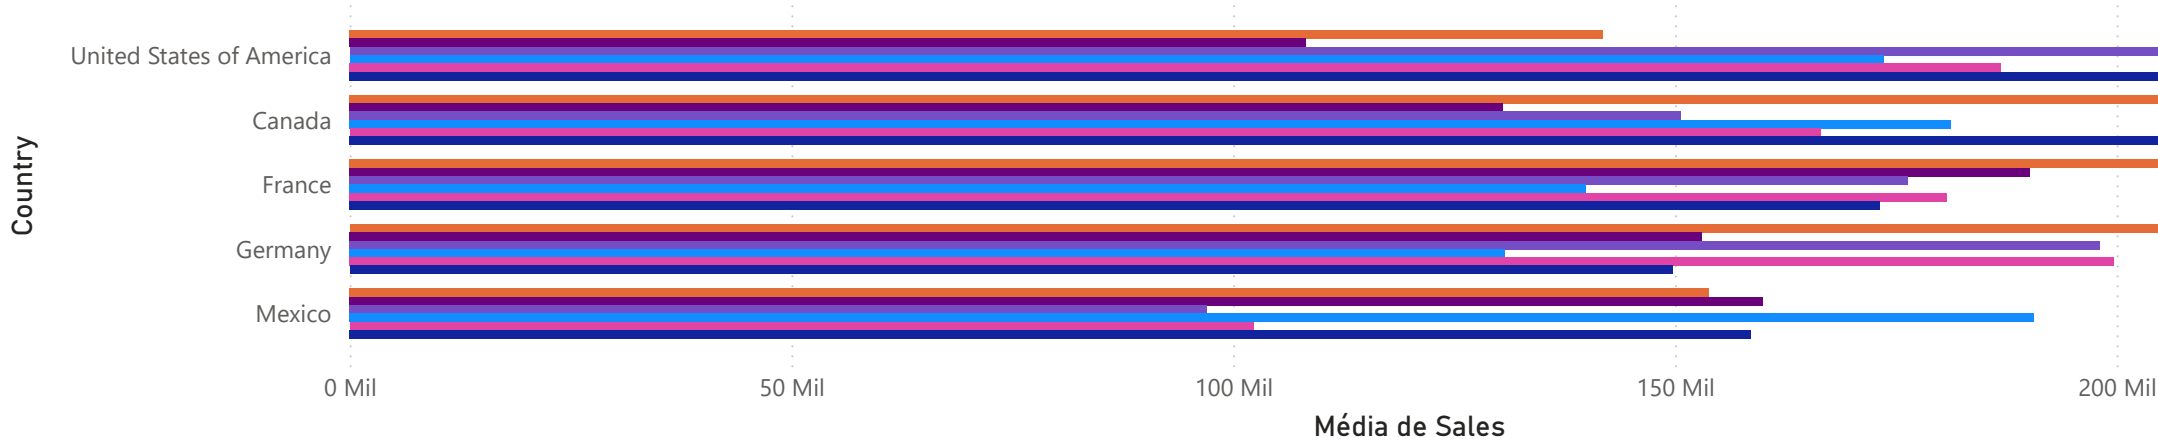 Country
United States of America
Canada
France
Germany
Mexico
0 Mil
50 Mil
100 Mil
150 Mil
200 Mil
Média de Sales